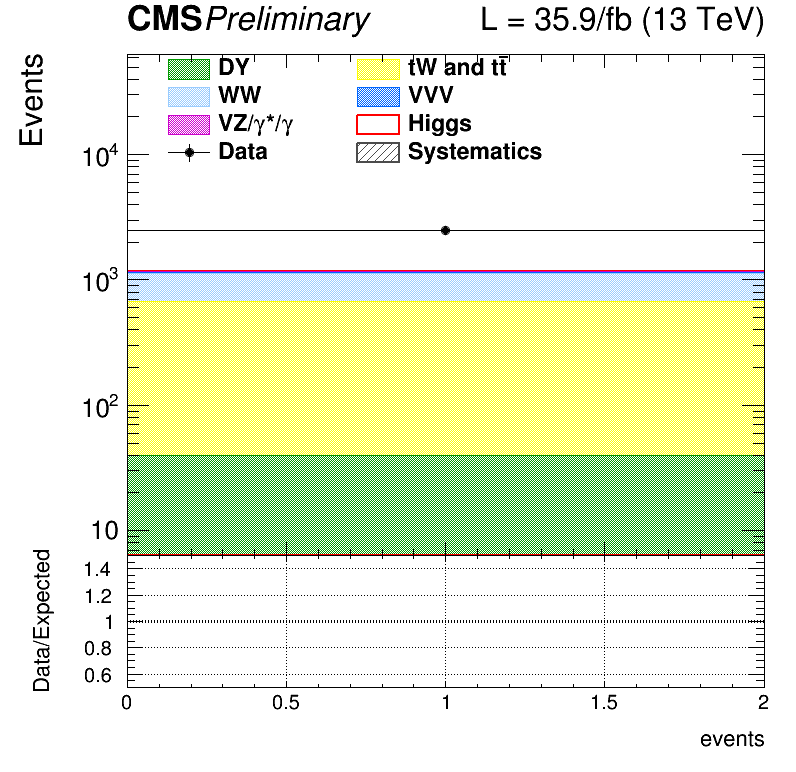 CMS Preliminary L = 35.9/fb (13 TeV)
Events
DY tW and tt̄
WW VVV
VZ/γ*/γ Higgs
Data Systematics
10⁴
10³
10²
10
Data/Expected
1.4
1.2
1
0.8
0.6
0 0.5 1 1.5 2
events